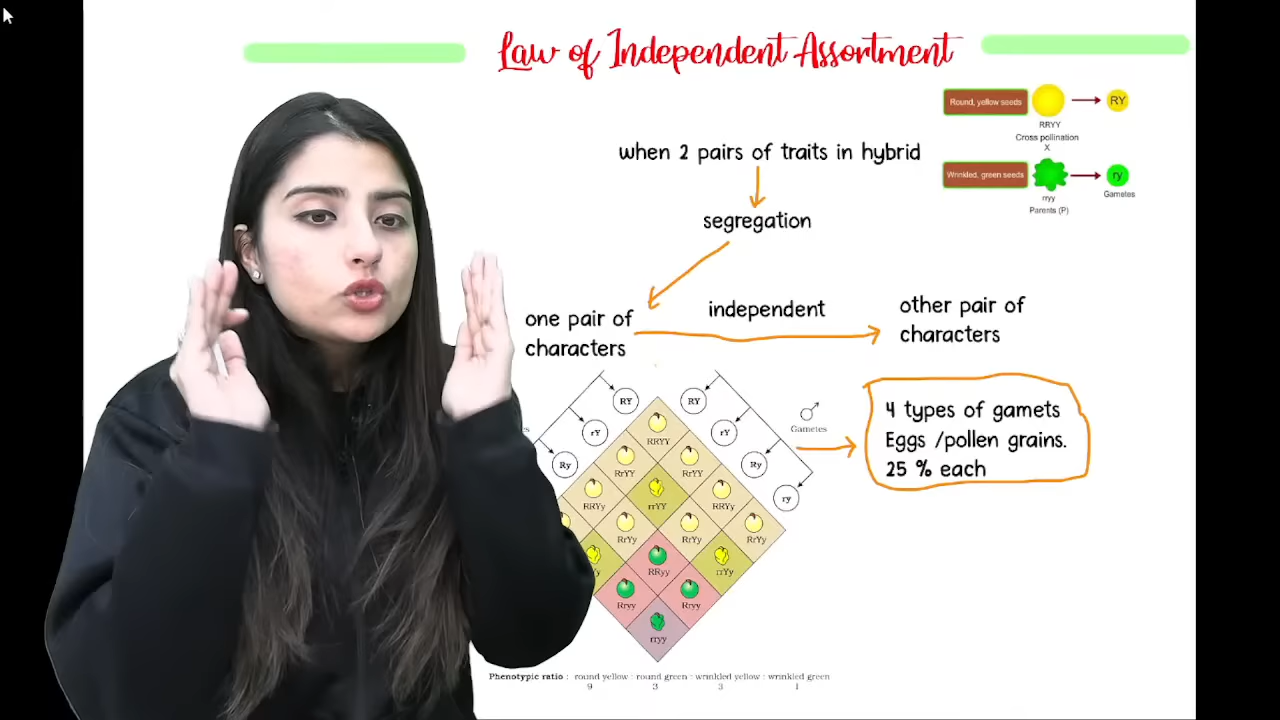 Law of Independent Assortment
Round, yellow seeds
RY
RRYY
Cross pollination
X
Wrinkled, green seeds
ry
rryy
Gametes
Parents (P)
when 2 pairs of traits in hybrid
segregation
one pair of
characters
independent
other pair of
characters
RY
RY
rY
rY
Ry
Ry
ry
Gametes
RRYY
RrYY
RrYY
RRYy
rrYY
RRYy
RrYy
RrYy
RrYy
RRyy
rrYy
Rryy
Rryy
rryy
4 types of gamets
Eggs /pollen grains.
25 % each
Phenotypic ratio : round yellow : round green : wrinkled yellow : wrinkled green
9 3 3 1